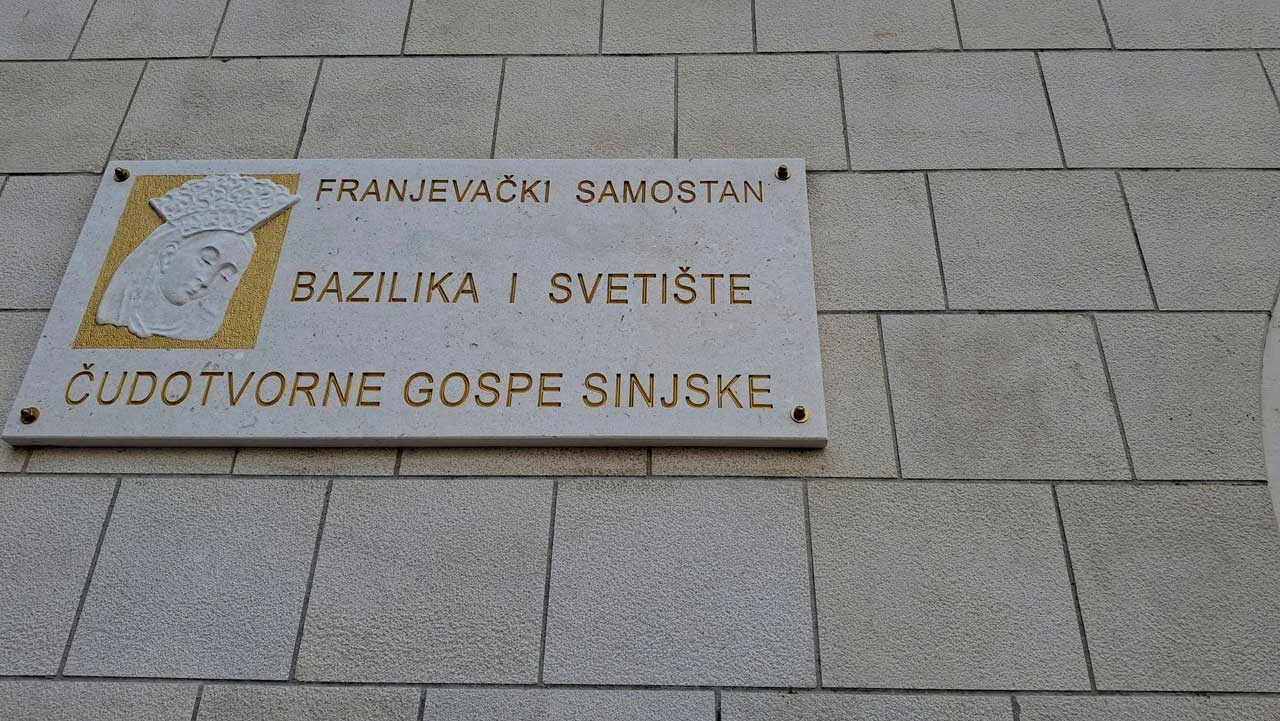 FRANJEVAČKI SAMOSTAN
BAZILIKA I SVETIŠTE
ČUDOTVORNE GOSPE SINJSKE